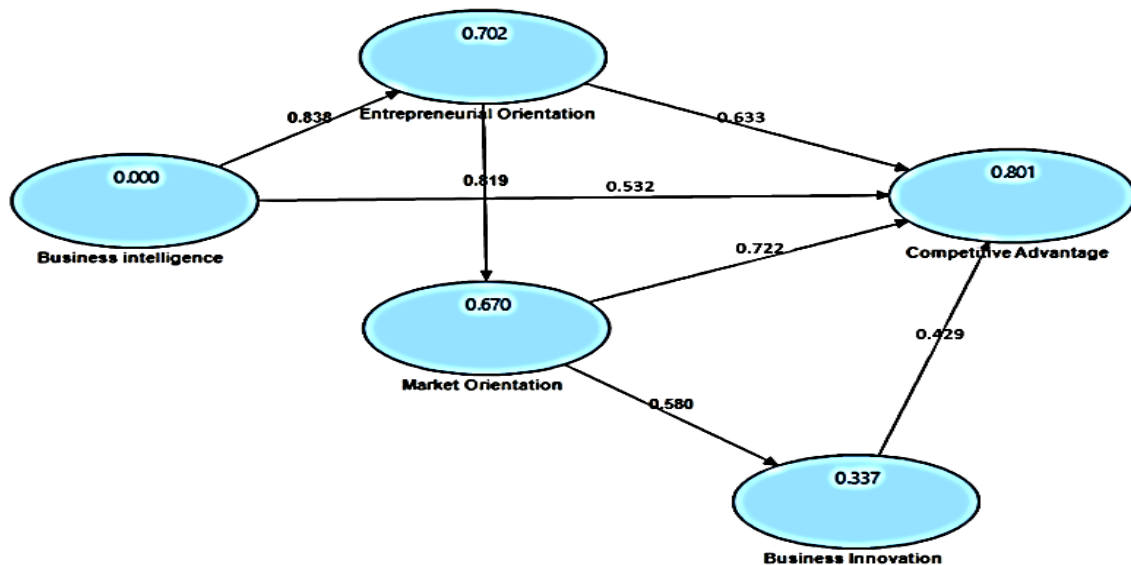 0.702
Entrepreneurial Orientation
0.838
0.633
0.000
Business intelligence
0.819
0.532
0.801
Competitive Advantage
0.722
0.670
Market Orientation
0.429
0.580
0.337
Business Innovation